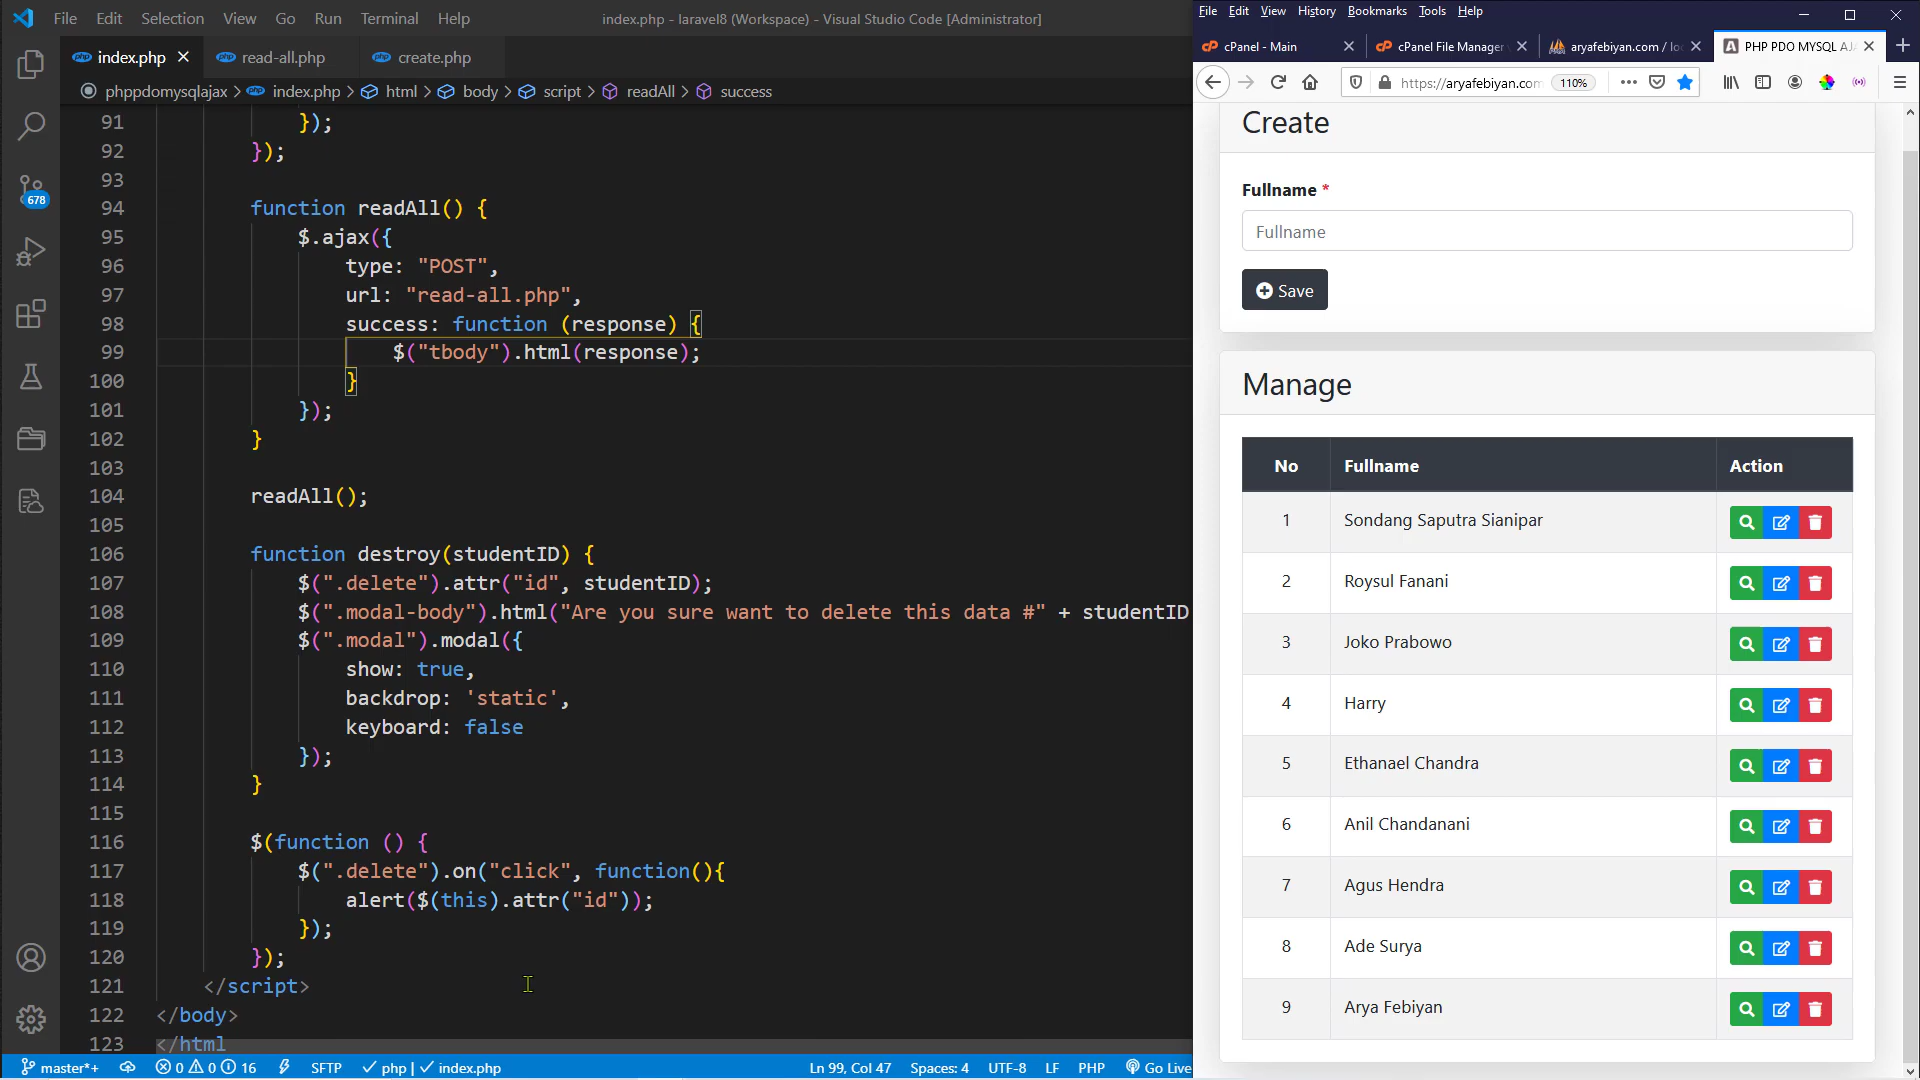 File Edit Selection View Go Run Terminal Help
index.php - laravel8 (Workspace) - Visual Studio Code [Administrator]
index.php
read-all.php
create.php
phppdomysqlajax > index.php > html > body > script > readAll > success
678
91 });
92 });
93
94 function readAll() {
95 $.ajax({
96 type: "POST",
97 url: "read-all.php",
98 success: function (response) {
99 $("tbody").html(response);
100 }
101 });
102 }
103
104 readAll();
105
106 function destroy(studentID) {
107 $(".delete").attr("id", studentID);
108 $(".modal-body").html("Are you sure want to delete this data #" + studentID
109 $(".modal").modal({
110 show: true,
111 backdrop: 'static',
112 keyboard: false
113 });
114 }
115
116 $(function () {
117 $(".delete").on("click", function(){
118 alert($(this).attr("id"));
119 });
120 });
121 </script>
122 </body>
123 </html
master*+ 0 0 16 SFTP php | index.php Ln 99, Col 47 Spaces: 4 UTF-8 LF PHP Go Live
File Edit View History Bookmarks Tools Help
cPanel - Main
cPanel File Manager
aryafebiyan.com / lo
PHP PDO MYSQL AJA
https://aryafebiyan.com
110%
Create
Fullname *
Fullname
Save
Manage
No Fullname Action
1 Sondang Saputra Sianipar
2 Roysul Fanani
3 Joko Prabowo
4 Harry
5 Ethanael Chandra
6 Anil Chandanani
7 Agus Hendra
8 Ade Surya
9 Arya Febiyan